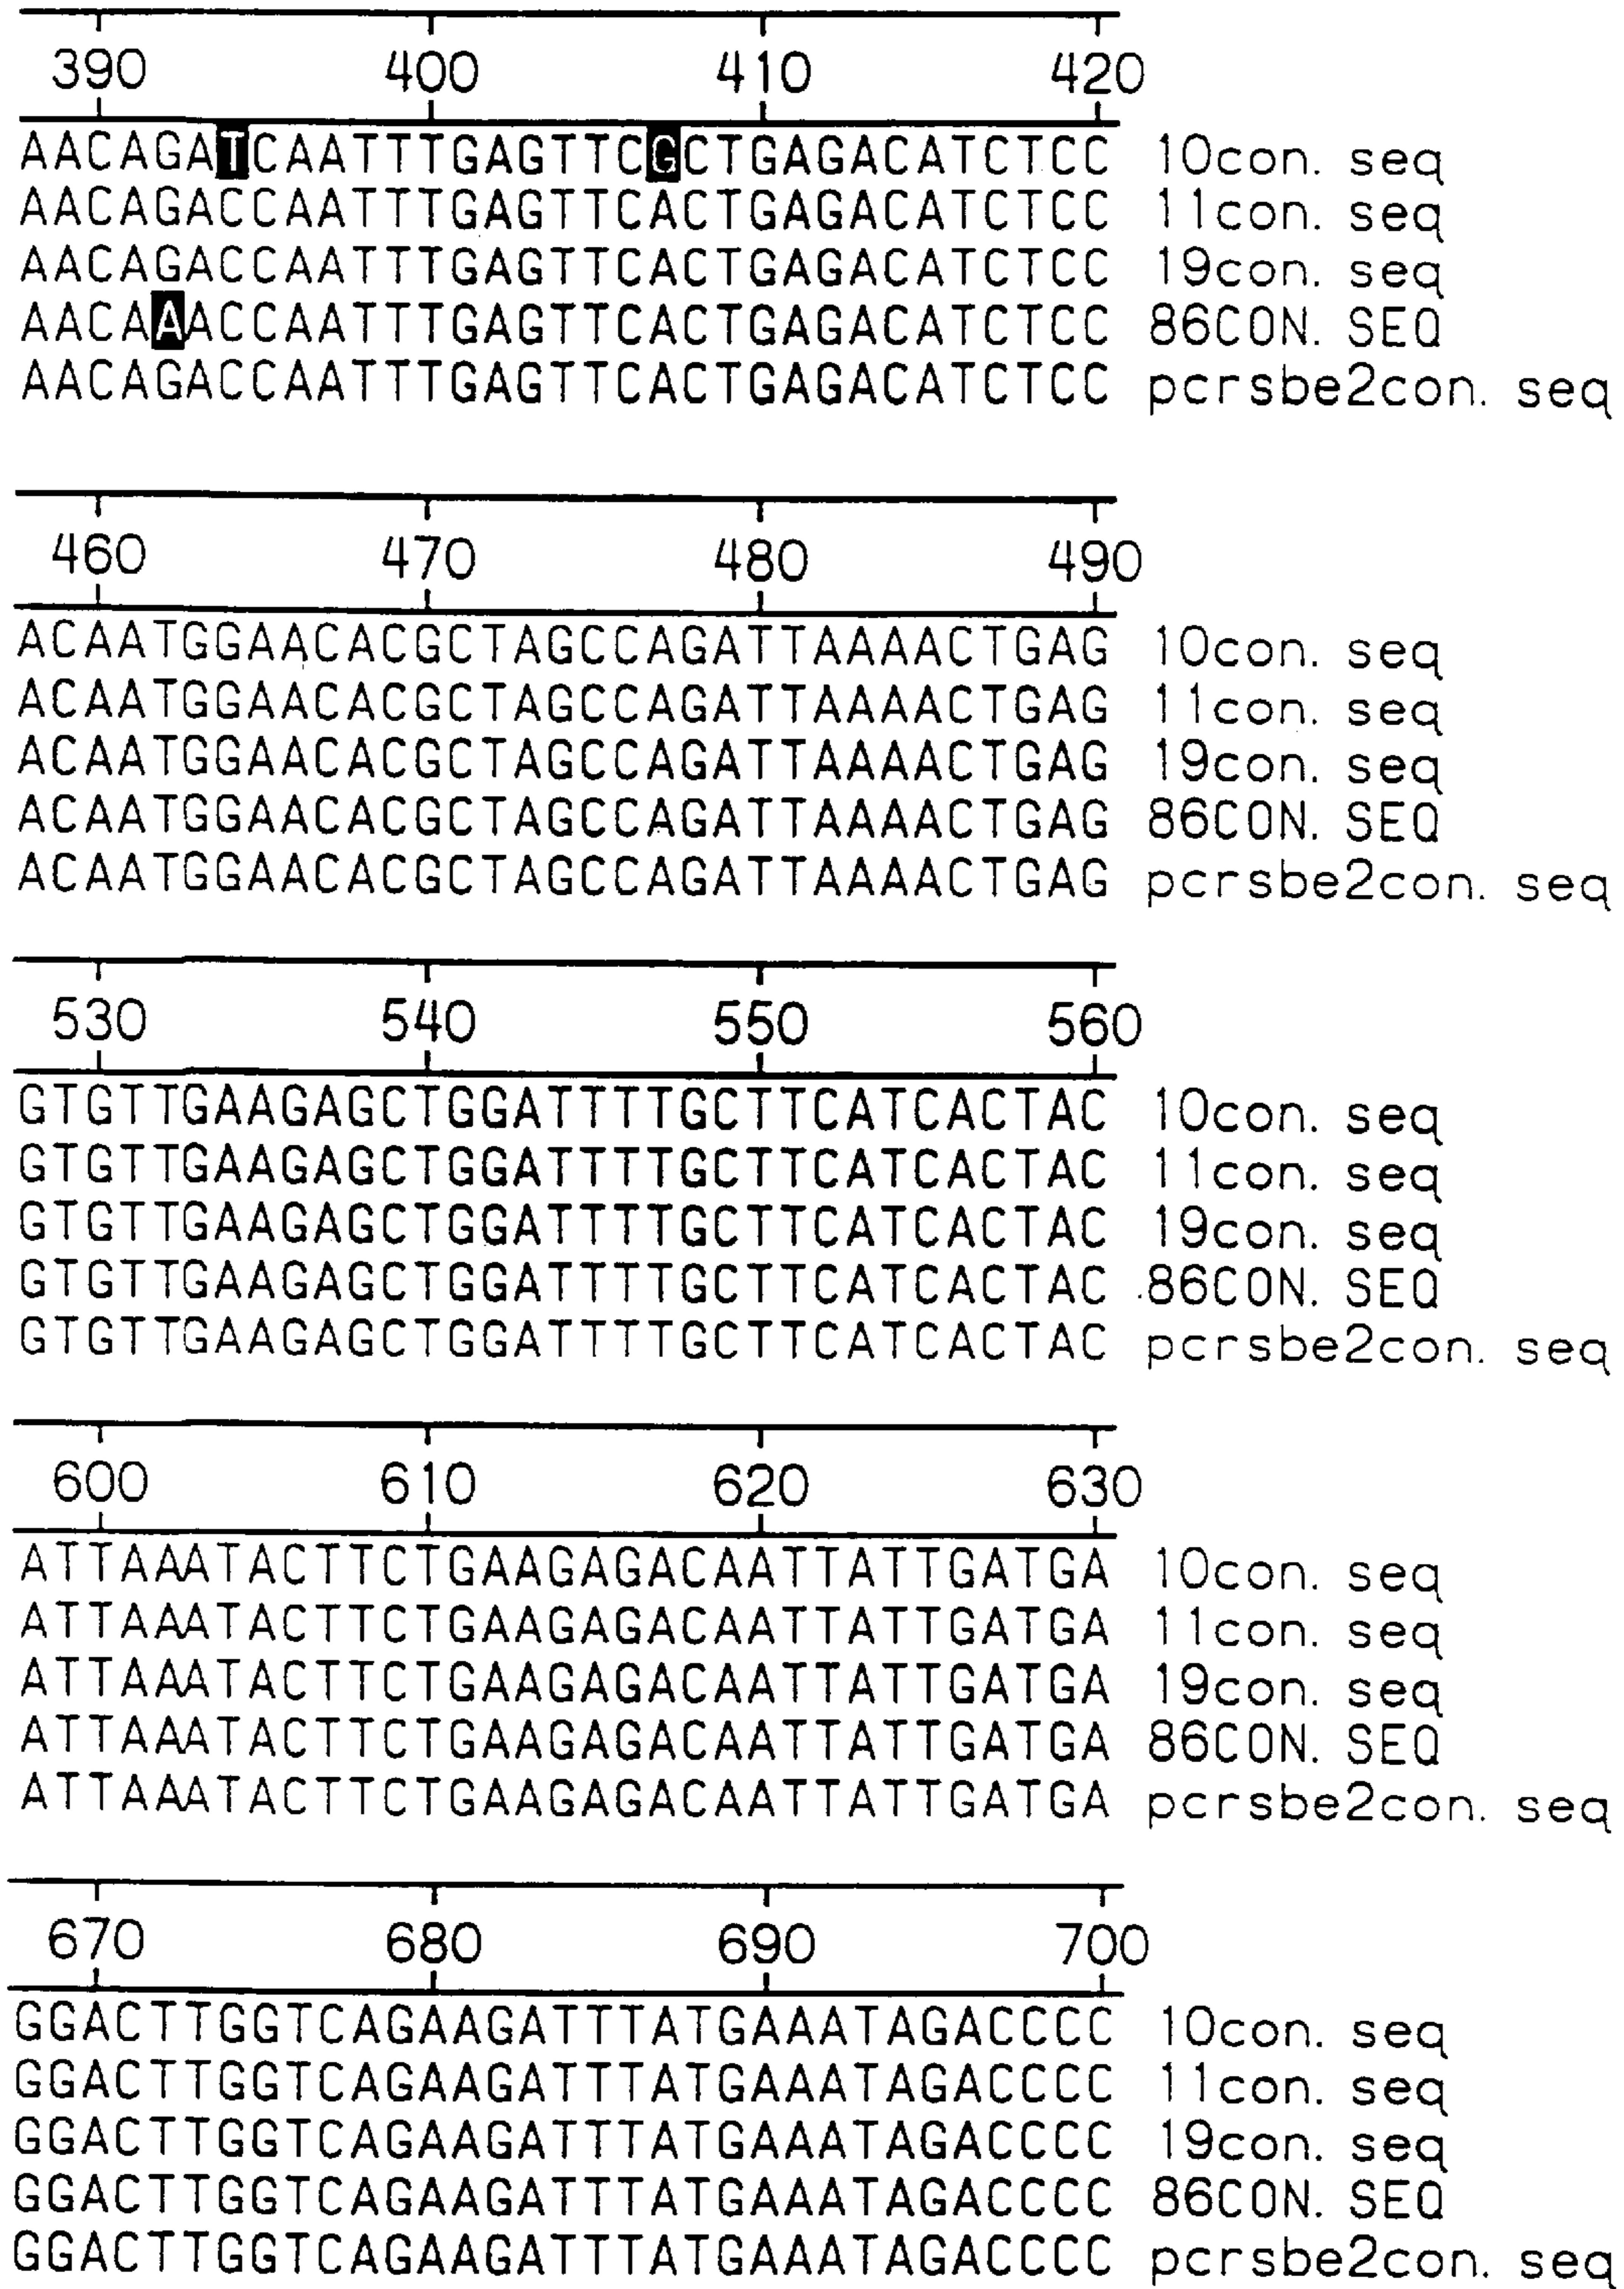 390 400 410 420
AACAGATCAATTTGAGTTCGCTGAGACATCTCC 10con. seq
AACAGACCAATTTGAGTTCACTGAGACATCTCC 11con. seq
AACAGACCAATTTGAGTTCACTGAGACATCTCC 19con. seq
AACAAACCAATTTGAGTTCACTGAGACATCTCC 86CON. SEQ
AACAGACCAATTTGAGTTCACTGAGACATCTCC pcrsbe2con. seq
460 470 480 490
ACAATGGAACACGCTAGCCAGATTAAAACTGAG 10con. seq
ACAATGGAACACGCTAGCCAGATTAAAACTGAG 11con. seq
ACAATGGAACACGCTAGCCAGATTAAAACTGAG 19con. seq
ACAATGGAACACGCTAGCCAGATTAAAACTGAG 86CON. SEQ
ACAATGGAACACGCTAGCCAGATTAAAACTGAG pcrsbe2con. seq
530 540 550 560
GTGTTGAAGAGCTGGATTTTGCTTCATCACTAC 10con. seq
GTGTTGAAGAGCTGGATTTTGCTTCATCACTAC 11con. seq
GTGTTGAAGAGCTGGATTTTGCTTCATCACTAC 19con. seq
GTGTTGAAGAGCTGGATTTTGCTTCATCACTAC 86CON. SEQ
GTGTTGAAGAGCTGGATTTTGCTTCATCACTAC pcrsbe2con. seq
600 610 620 630
ATTAAATACTTCTGAAGAGACAATTATTGATGA 10con. seq
ATTAAATACTTCTGAAGAGACAATTATTGATGA 11con. seq
ATTAAATACTTCTGAAGAGACAATTATTGATGA 19con. seq
ATTAAATACTTCTGAAGAGACAATTATTGATGA 86CON. SEQ
ATTAAATACTTCTGAAGAGACAATTATTGATGA pcrsbe2con. seq
670 680 690 700
GGACTTGGTCAGAAGATTTATGAAATAGACCCC 10con. seq
GGACTTGGTCAGAAGATTTATGAAATAGACCCC 11con. seq
GGACTTGGTCAGAAGATTTATGAAATAGACCCC 19con. seq
GGACTTGGTCAGAAGATTTATGAAATAGACCCC 86CON. SEQ
GGACTTGGTCAGAAGATTTATGAAATAGACCCC pcrsbe2con. seq